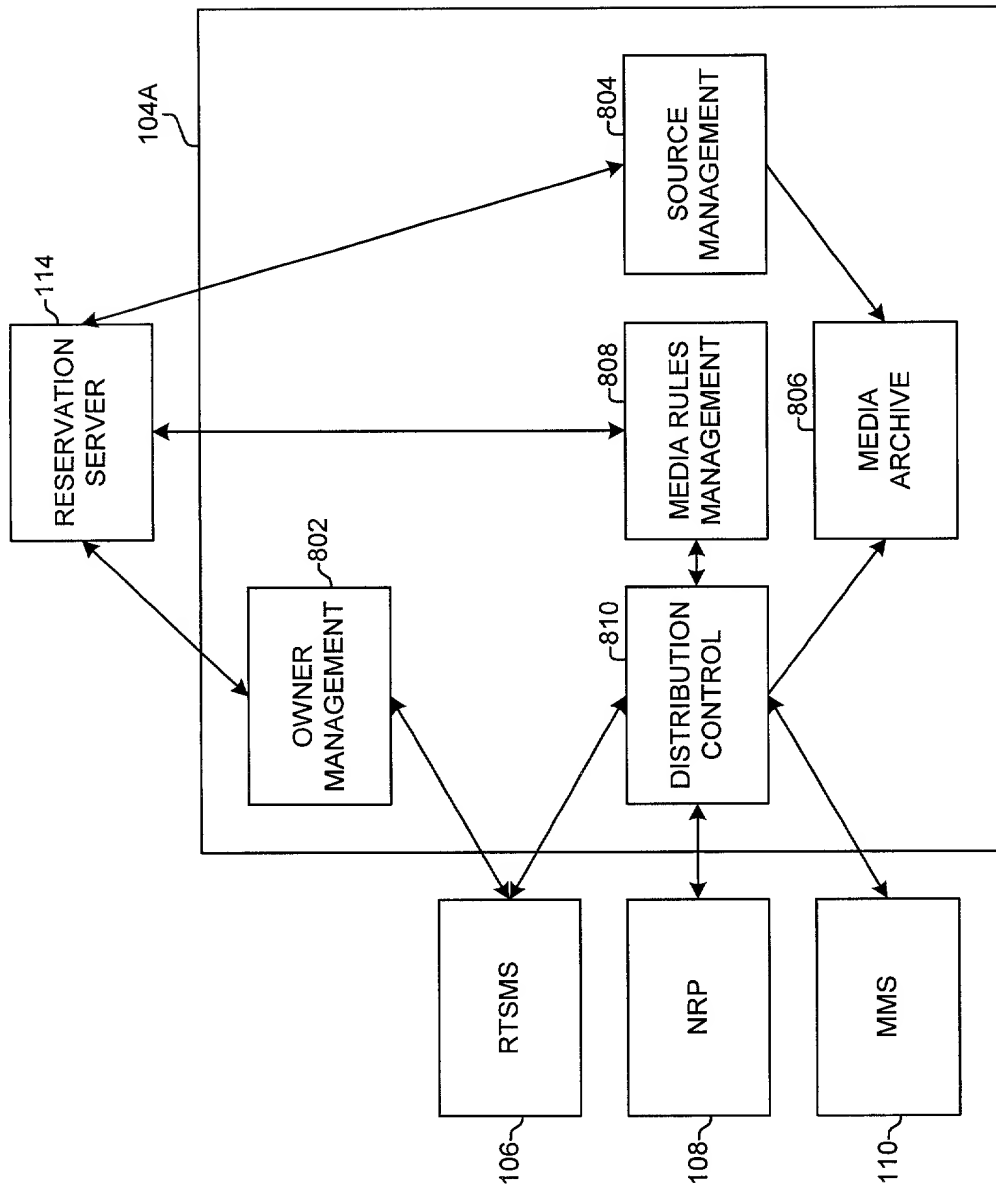 RESERVATION
SERVER
114
104A
802
OWNER
MANAGEMENT
106
RTSMS
810
808
804
108
NRP
DISTRIBUTION
CONTROL
MEDIA RULES
MANAGEMENT
SOURCE
MANAGEMENT
806
110
MMS
MEDIA
ARCHIVE